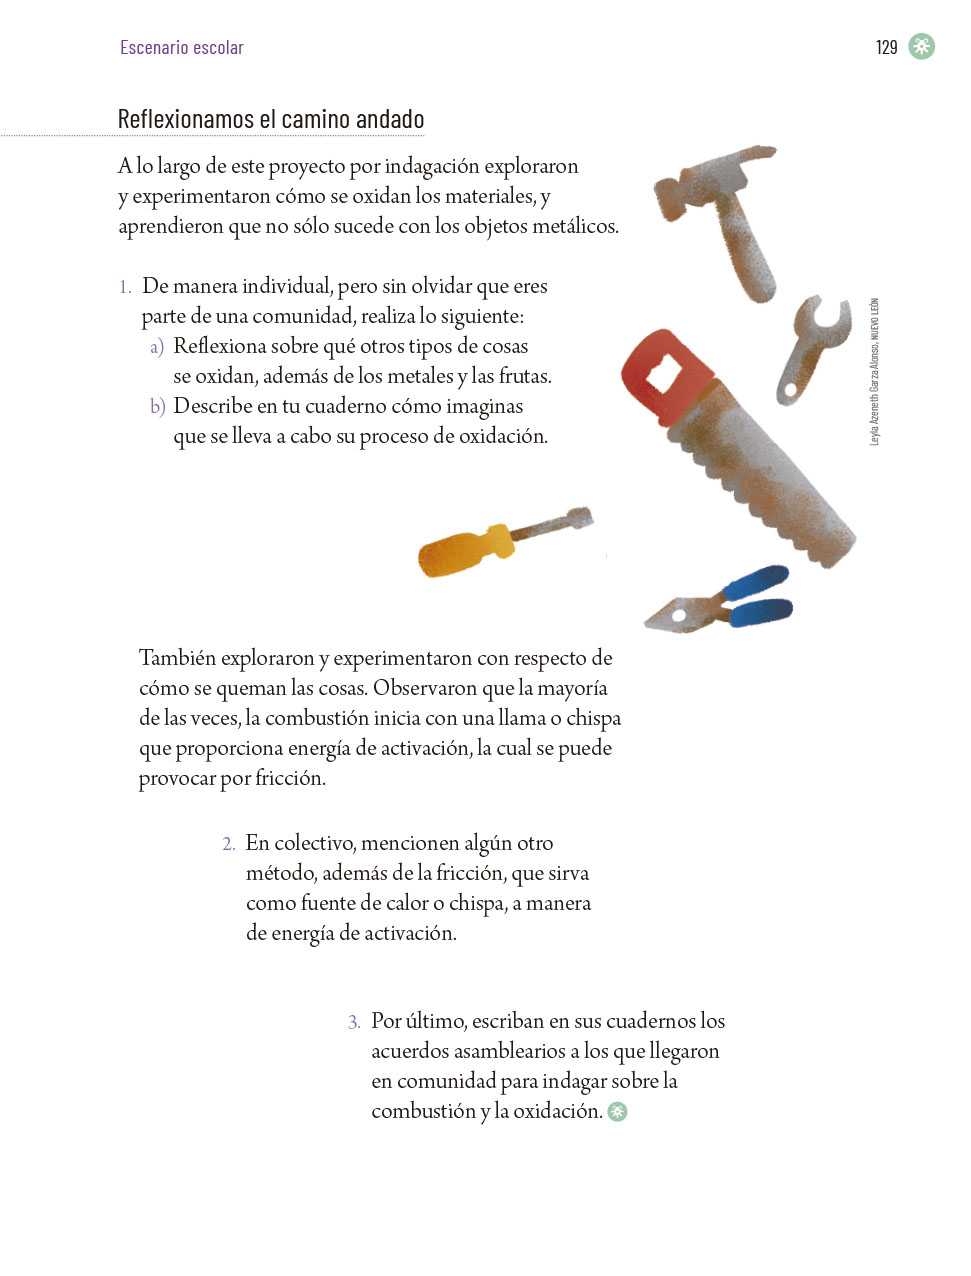 Escenario escolar
129
Reflexionamos el camino andado
A lo largo de este proyecto por indagación exploraron
y experimentaron cómo se oxidan los materiales, y
aprendieron que no sólo sucede con los objetos metálicos.
1. De manera individual, pero sin olvidar que eres
parte de una comunidad, realiza lo siguiente:
a) Reflexiona sobre qué otros tipos de cosas
se oxidan, además de los metales y las frutas.
b) Describe en tu cuaderno cómo imaginas
que se lleva a cabo su proceso de oxidación.
Leyla Azeneth Garza Alonso, NUEVO LEÓN
También exploraron y experimentaron con respecto de
cómo se queman las cosas. Observaron que la mayoría
de las veces, la combustión inicia con una llama o chispa
que proporciona energía de activación, la cual se puede
provocar por fricción.
2. En colectivo, mencionen algún otro
método, además de la fricción, que sirva
como fuente de calor o chispa, a manera
de energía de activación.
3. Por último, escriban en sus cuadernos los
acuerdos asamblearios a los que llegaron
en comunidad para indagar sobre la
combustión y la oxidación.